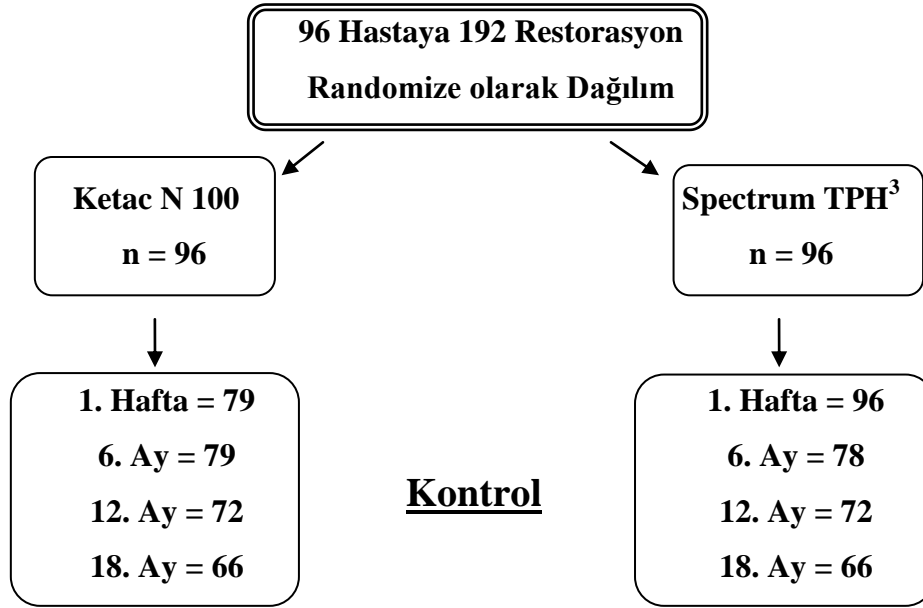 96 Hastaya 192 Restorasyon
Randomize olarak Dağılım
Ketac N 100
n = 96
Spectrum TPH³
n = 96
1. Hafta = 79
6. Ay = 79
12. Ay = 72
18. Ay = 66
Kontrol
1. Hafta = 96
6. Ay = 78
12. Ay = 72
18. Ay = 66